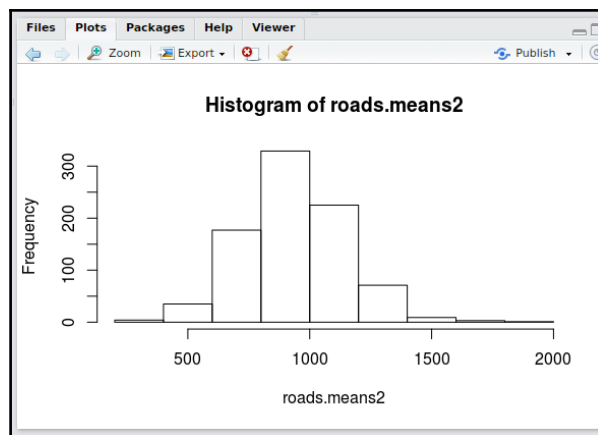 Files Plots Packages Help Viewer
Zoom Export Publish
Histogram of roads.means2
Frequency
300
200
100
0
500 1000 1500 2000
roads.means2